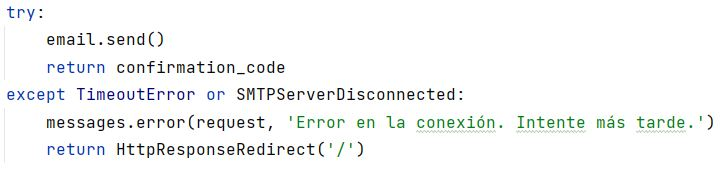 try:
    email.send()
    return confirmation_code
except TimeoutError or SMTPServerDisconnected:
    messages.error(request, 'Error en la conexión. Intente más tarde.')
    return HttpResponseRedirect('/')